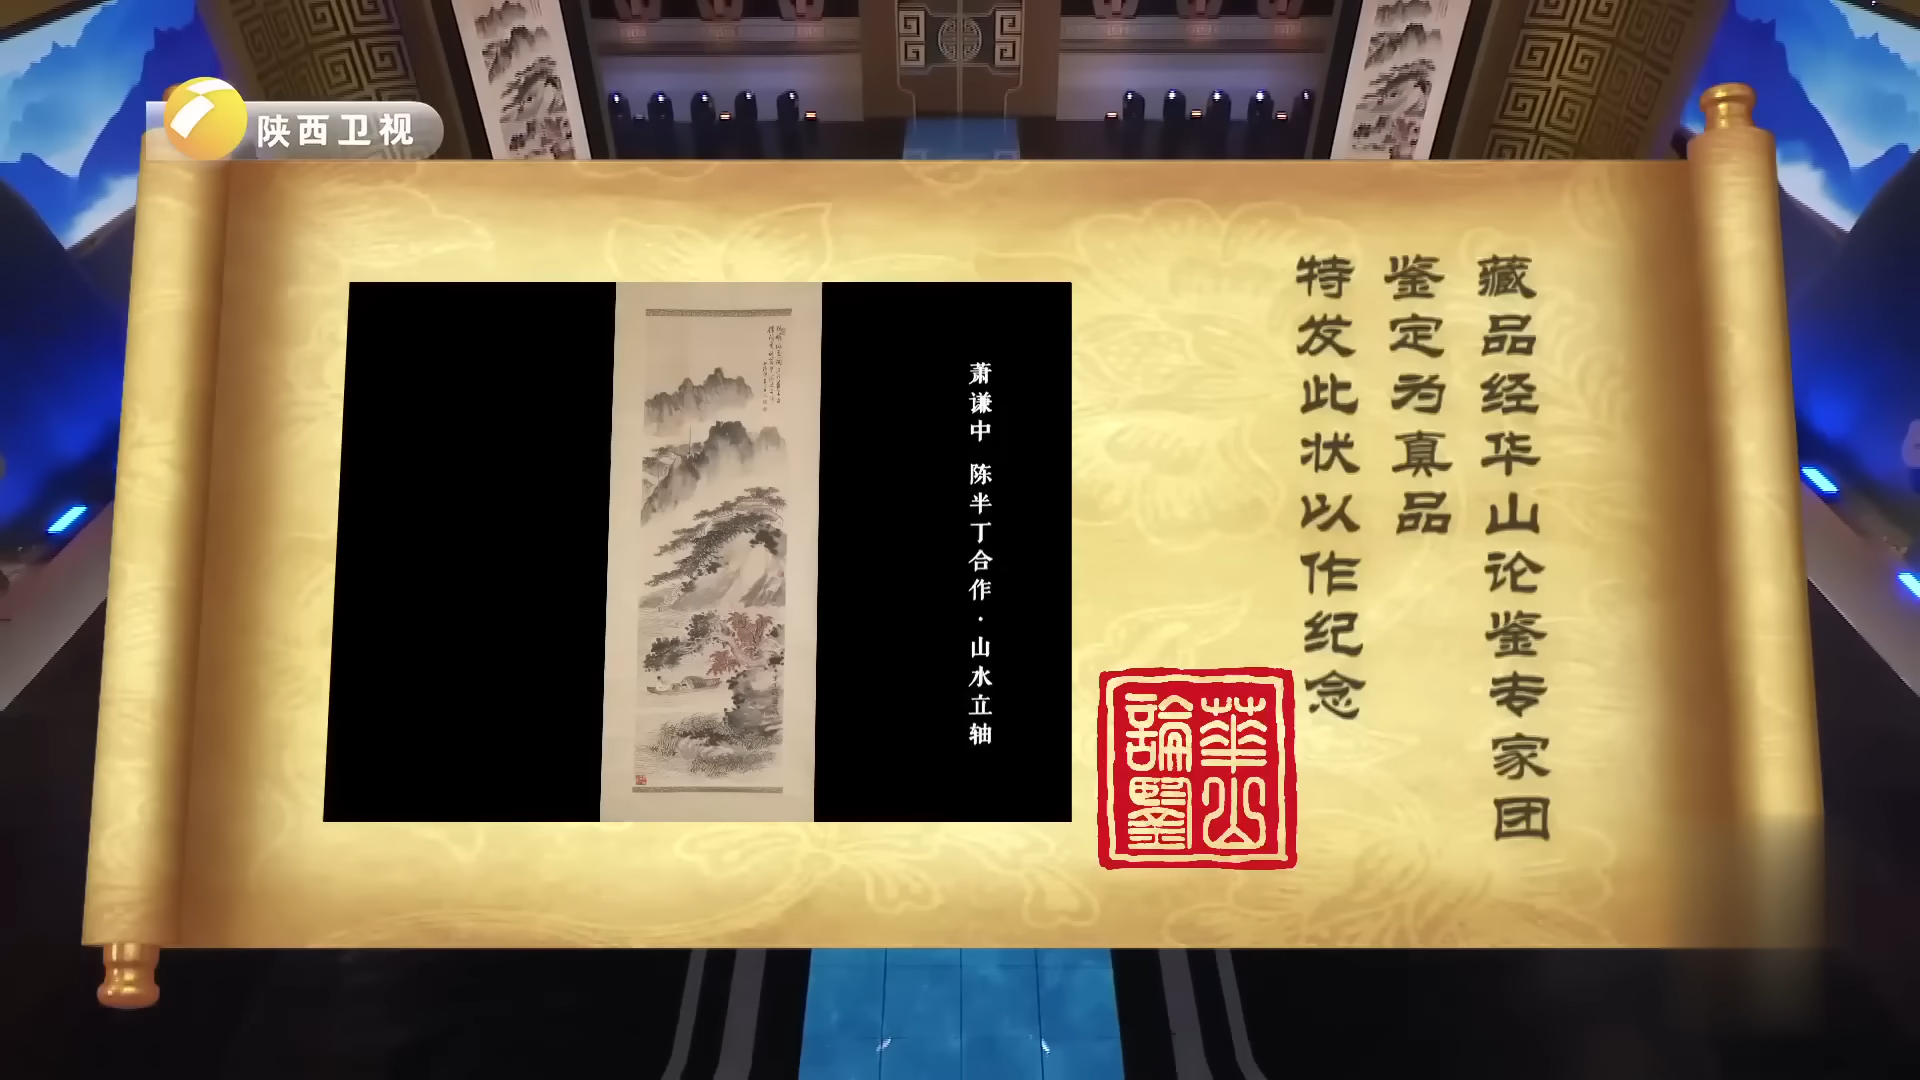 陕西卫视
藏品经华山论鉴专家团
鉴定为真品
特发此状以作纪念
萧谦中 陈半丁合作·山水立轴
華山
論鑒